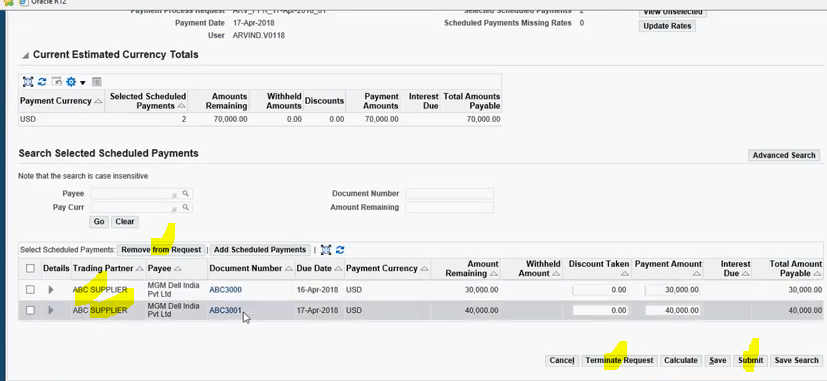 Oracle R12
Payment Process Request ARV_PPR_17-Apr-2018_01 Selected Scheduled Payments 2 View Unselected
Payment Date 17-Apr-2018 Scheduled Payments Missing Rates 0 Update Rates
User ARVIND.V0118
Current Estimated Currency Totals
Payment Currency Selected Scheduled Payments Amounts Remaining Withheld Amounts Discounts Payment Amounts Interest Due Total Amounts Payable
USD 2 70,000.00 0.00 0.00 70,000.00 70,000.00
Search Selected Scheduled Payments
Advanced Search
Note that the search is case insensitive
Payee Document Number
Pay Curr Amount Remaining
Go Clear
Select Scheduled Payments: Remove from Request | Add Scheduled Payments |
Details Trading Partner Payee Document Number Due Date Payment Currency Amount Remaining Withheld Amount Discount Taken Payment Amount Interest Due Total Amount Payable
ABC SUPPLIER MGM Dell India Pvt Ltd ABC3000 16-Apr-2018 USD 30,000.00 0.00 30,000.00 30,000.00
ABC SUPPLIER MGM Dell India Pvt Ltd ABC3001 17-Apr-2018 USD 40,000.00 0.00 40,000.00 40,000.00
Cancel Terminate Request Calculate Save Submit Save Search